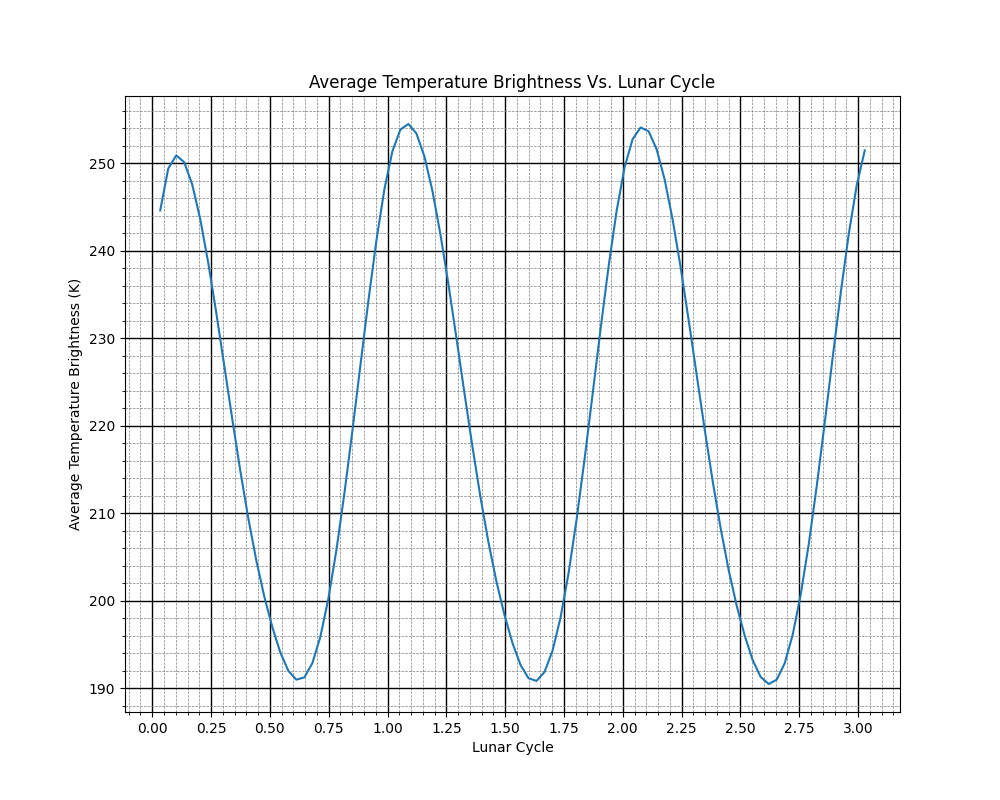 Average Temperature Brightness Vs. Lunar Cycle
Average Temperature Brightness (K)
250
240
230
220
210
200
190
0.00 0.25 0.50 0.75 1.00 1.25 1.50 1.75 2.00 2.25 2.50 2.75 3.00
Lunar Cycle